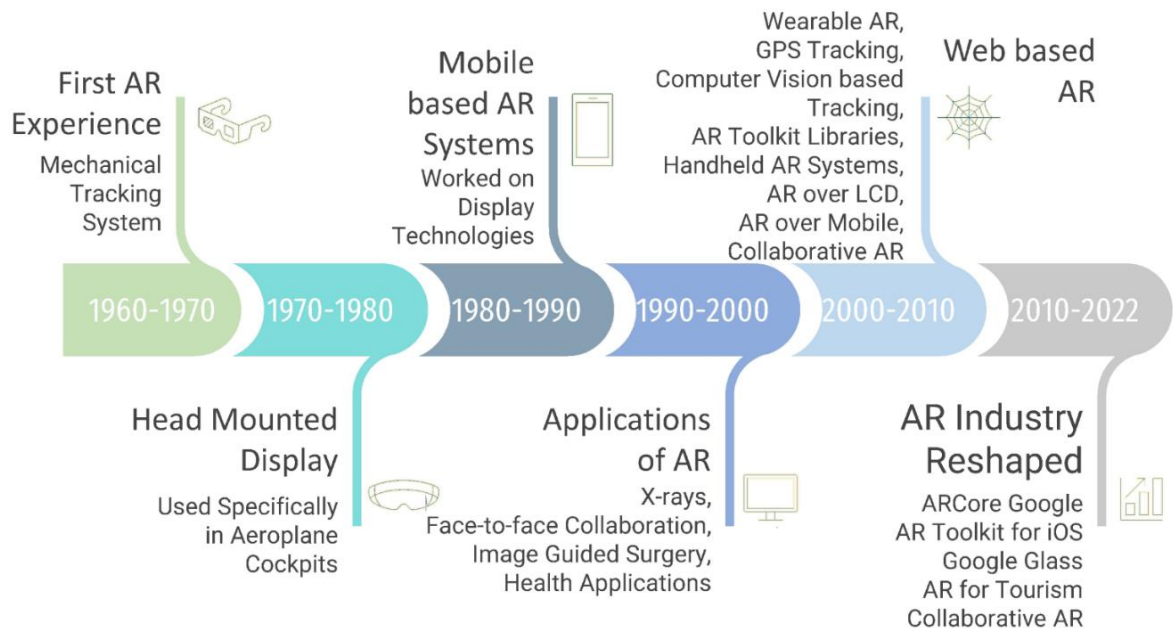 First AR
Experience
Mechanical
Tracking
System
Mobile
based AR
Systems
Worked on
Display
Technologies
Wearable AR,
GPS Tracking,
Computer Vision based
Tracking,
AR Toolkit Libraries,
Handheld AR Systems,
AR over LCD,
AR over Mobile,
Collaborative AR
Web based
AR
1960-1970
1970-1980
1980-1990
1990-2000
2000-2010
2010-2022
Head Mounted
Display
Used Specifically
in Aeroplane
Cockpits
Applications
of AR
X-rays,
Face-to-face Collaboration,
Image Guided Surgery,
Health Applications
AR Industry
Reshaped
ARCore Google
AR Toolkit for iOS
Google Glass
AR for Tourism
Collaborative AR